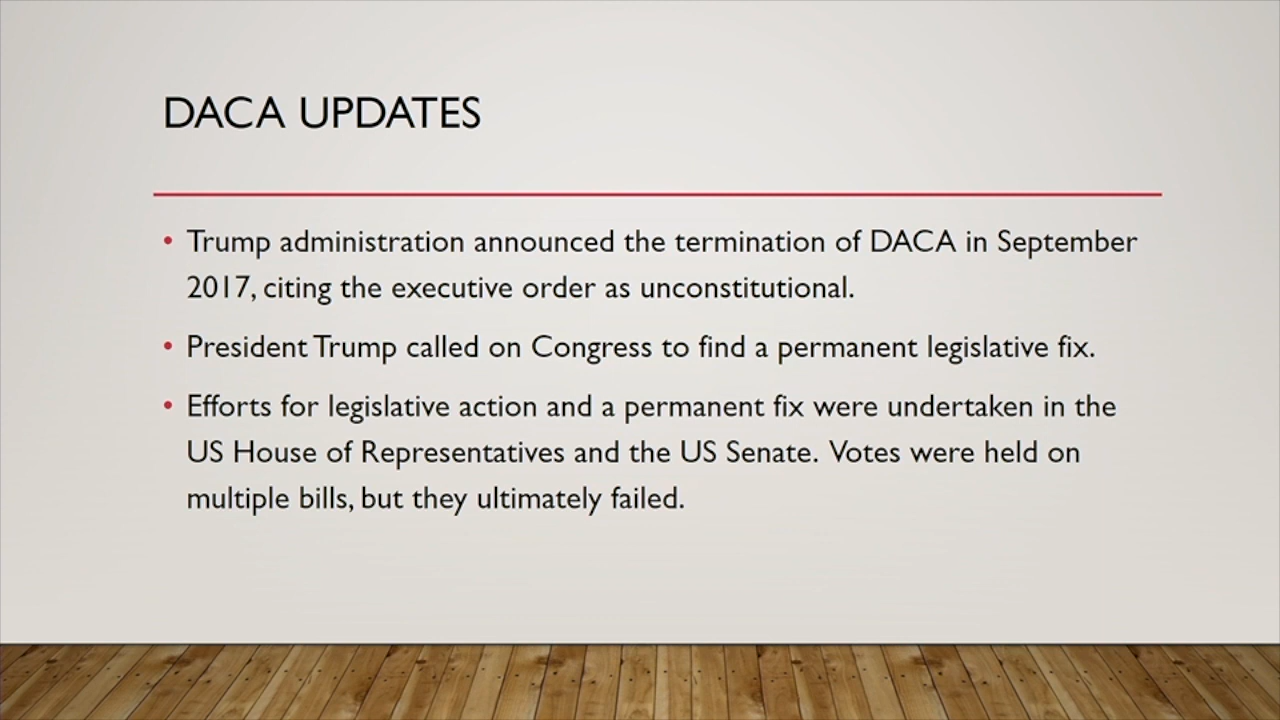 DACA UPDATES
• Trump administration announced the termination of DACA in September
2017, citing the executive order as unconstitutional.
• President Trump called on Congress to find a permanent legislative fix.
• Efforts for legislative action and a permanent fix were undertaken in the
US House of Representatives and the US Senate.  Votes were held on
multiple bills, but they ultimately failed.